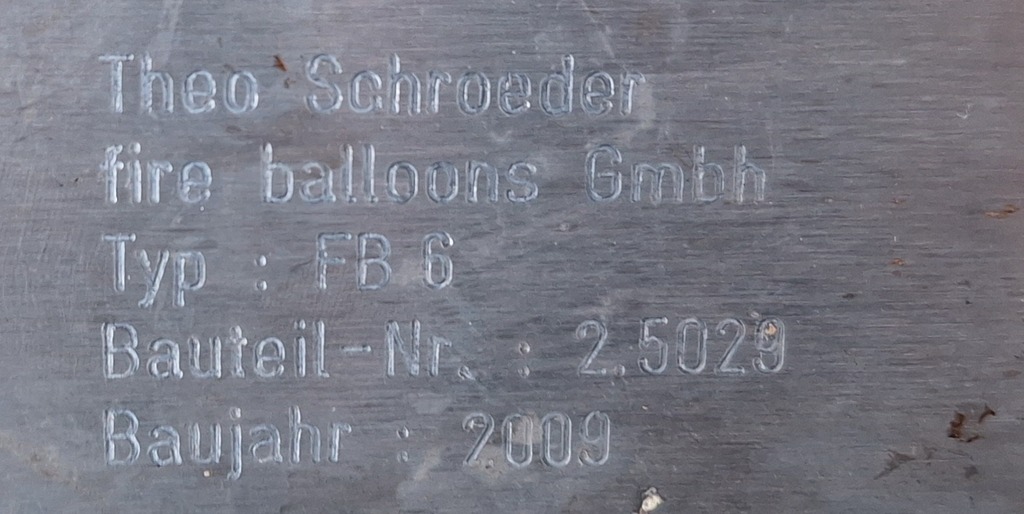 Theo Schroeder
fire balloons Gmbh
Typ : FB 6
Bauteil-Nr. : 2.5029
Baujahr : 2009